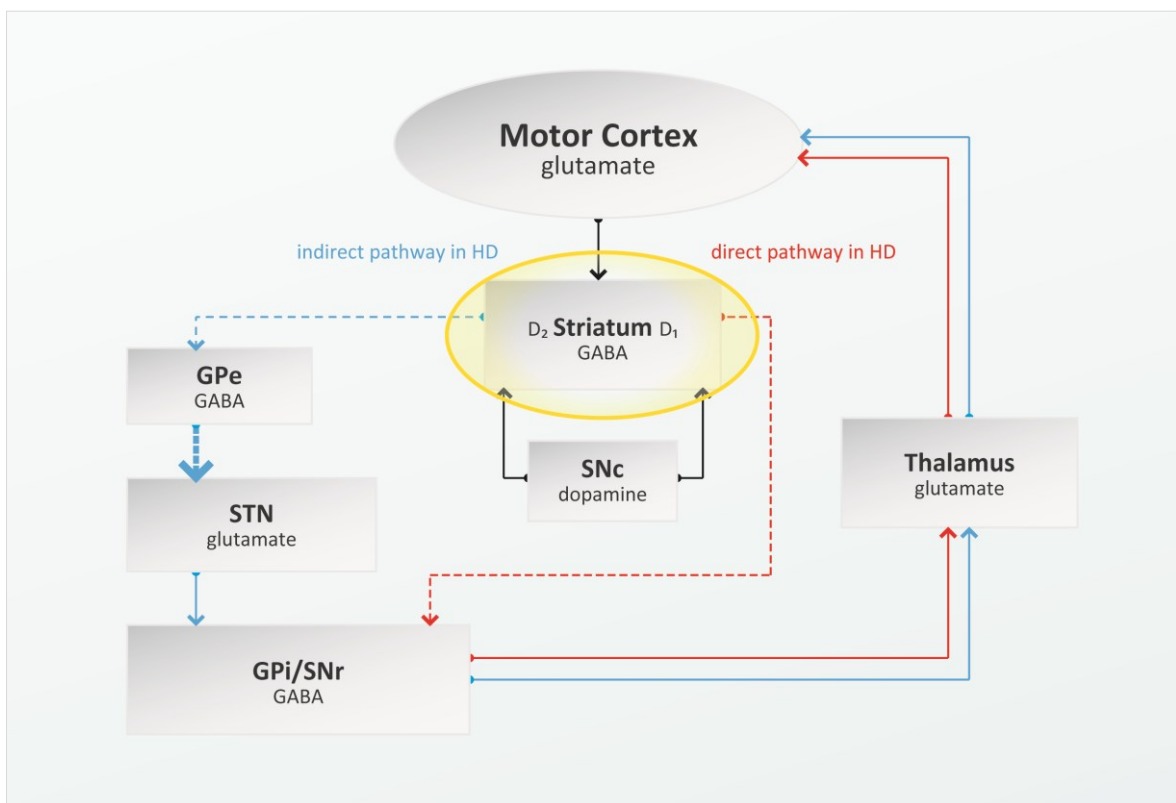 Motor Cortex
glutamate
indirect pathway in HD
direct pathway in HD
D₂ Striatum D₁
GABA
GPe
GABA
SNc
dopamine
Thalamus
glutamate
STN
glutamate
GPi/SNr
GABA